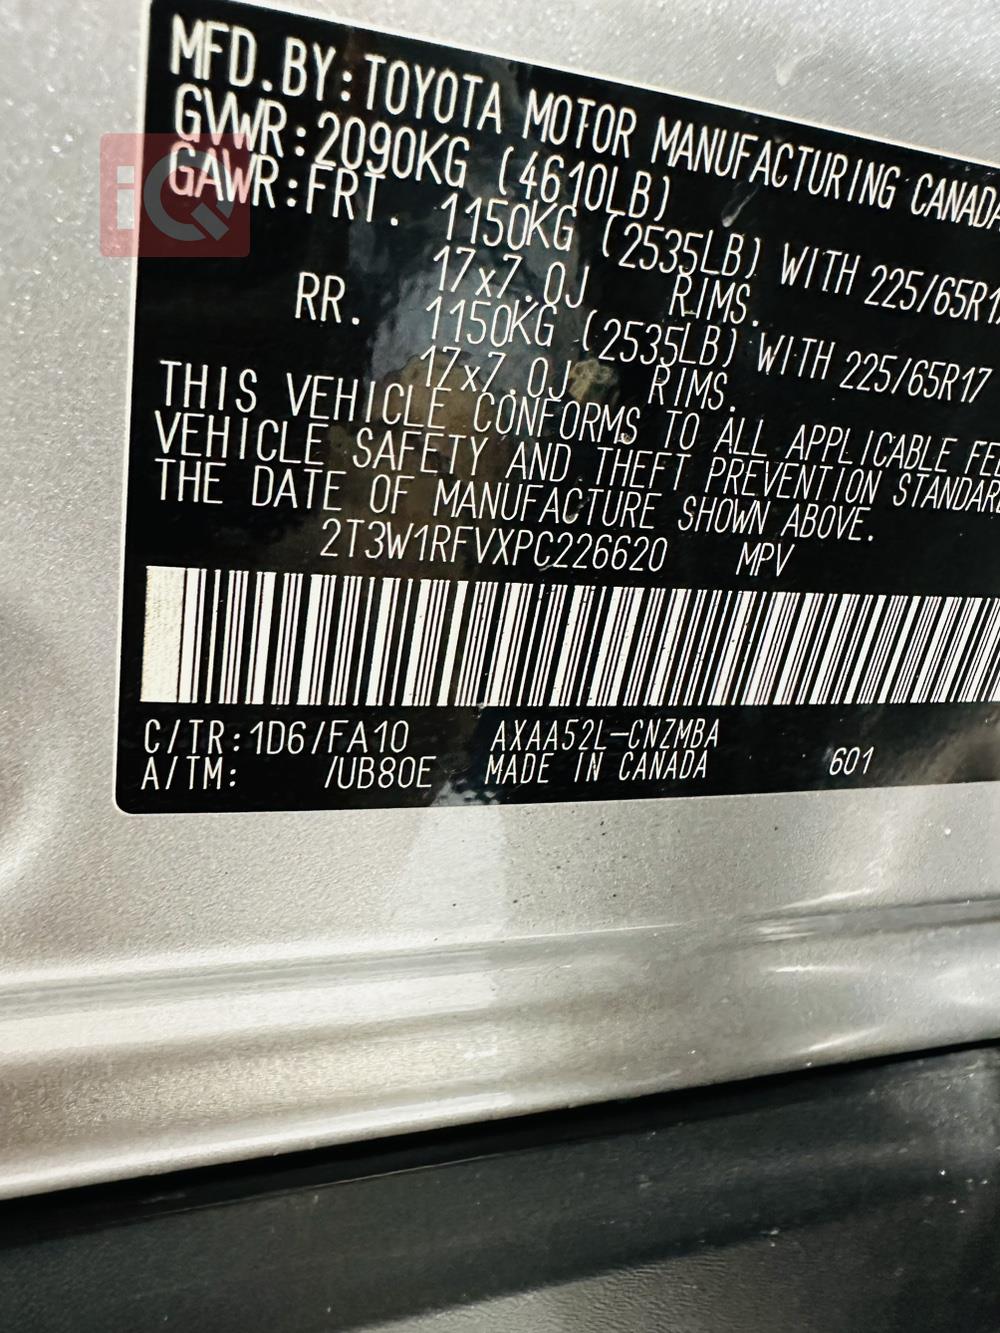 MFD.BY:TOYOTA MOTOR MANUFACTURING CANADA
GVWR:2090KG (4610LB)
GAWR:FRT. 1150KG (2535LB) WITH 225/65R17
17x7.0J RIMS.
RR. 1150KG (2535LB) WITH 225/65R17
17x7.0J RIMS.
THIS VEHICLE CONFORMS TO ALL APPLICABLE FE
VEHICLE SAFETY AND THEFT PREVENTION STANDAR
THE DATE OF MANUFACTURE SHOWN ABOVE.
2T3W1RFVXPC226620 MPV
C/TR:1D6/FA10 AXAA52L-CNZMBA
A/TM: /UB80E MADE IN CANADA 601
iQ